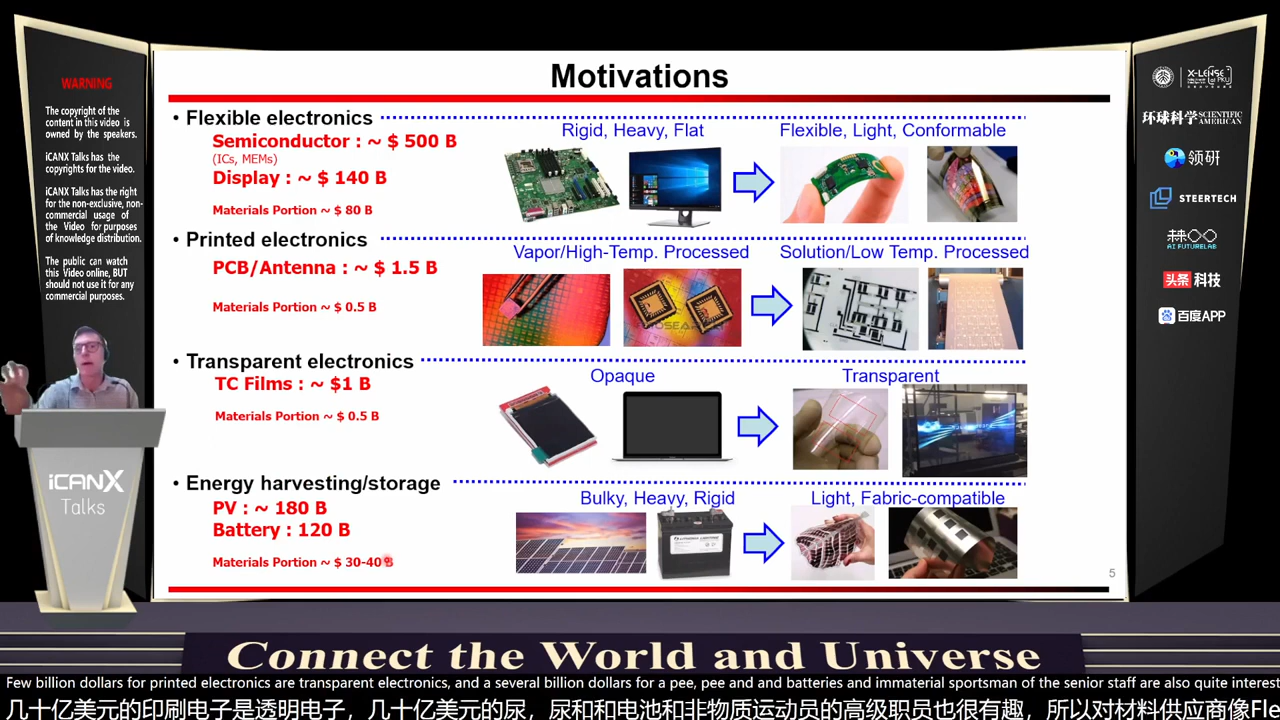 WARNING
The copyright of the
content in this video is
owned by the speakers.
iCANX Talks has the
copyrights for the video.
iCANX Talks has the right
for the non-exclusive, non-
commercial usage of
the Video for purposes
of knowledge distribution.
The public can watch
this Video online, BUT
should not use it for any
commercial purposes.
Motivations
• Flexible electronics
Semiconductor : ~ $ 500 B
(ICs, MEMs)
Display : ~ $ 140 B
Materials Portion ~ $ 80 B
Rigid, Heavy, Flat
Flexible, Light, Conformable
• Printed electronics
PCB/Antenna : ~ $ 1.5 B
Materials Portion ~ $ 0.5 B
Vapor/High-Temp. Processed
Solution/Low Temp. Processed
• Transparent electronics
TC Films : ~ $1 B
Materials Portion ~ $ 0.5 B
Opaque
Transparent
• Energy harvesting/storage
PV : ~ 180 B
Battery : 120 B
Materials Portion ~ $ 30-40
Bulky, Heavy, Rigid
Light, Fabric-compatible
5
X-LENSE
环球科学 SCIENTIFIC AMERICAN
领研
STEERTECH
AI FUTURELAB
头条 科技
百度APP
iCANX
Talks
Connect the World and Universe
Few billion dollars for printed electronics are transparent electronics, and a several billion dollars for a pee, pee and and batteries and immaterial sportsman of the senior staff are also quite interest
几十亿美元的印刷电子是透明电子，几十亿美元的尿，尿和和电池和非物质运动员的高级职员也很有趣，所以对材料供应商像Fle